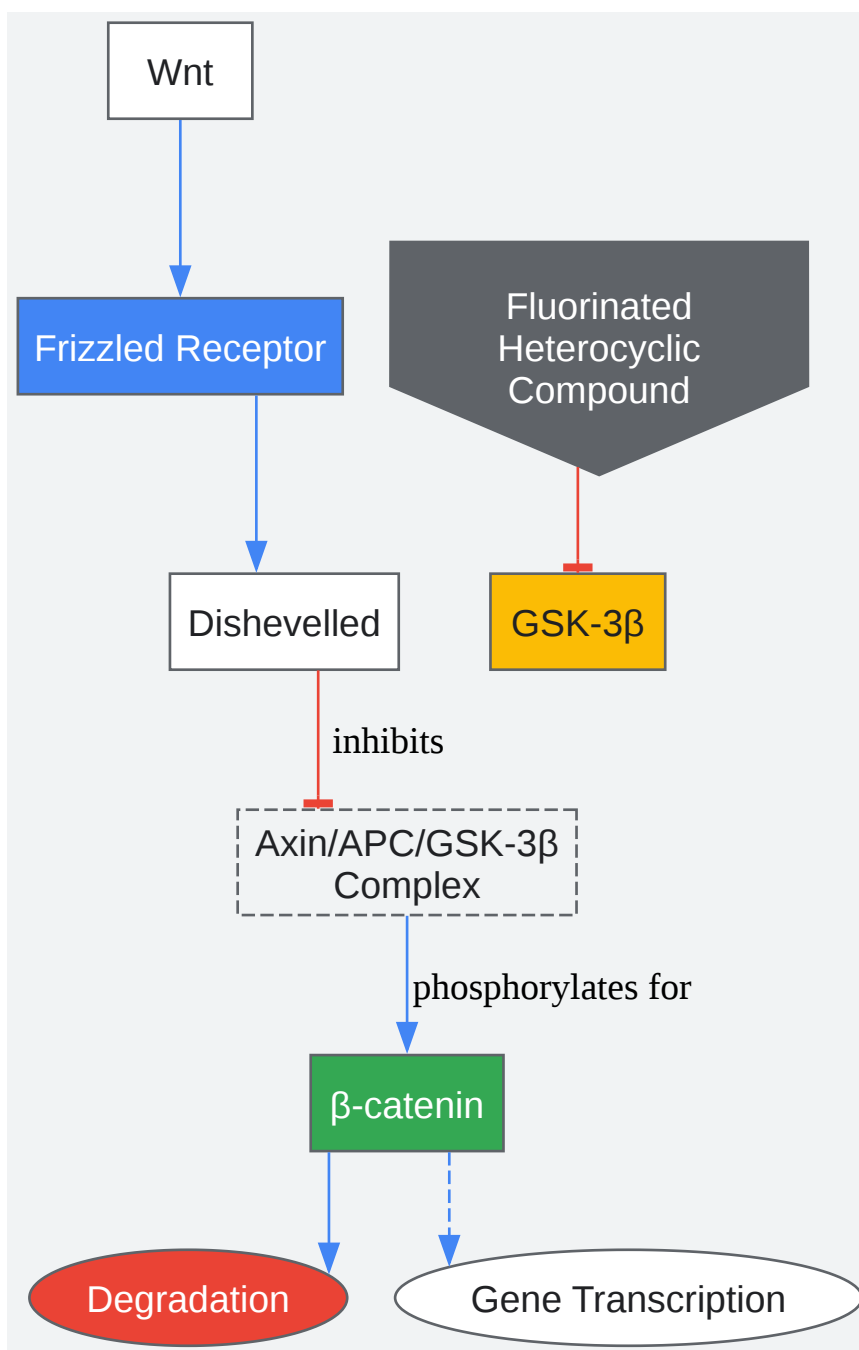 Wnt
Frizzled Receptor
Fluorinated
Heterocyclic
Compound
Dishevelled
GSK-3β
inhibits
Axin/APC/GSK-3β
Complex
phosphorylates for
β-catenin
Degradation
Gene Transcription